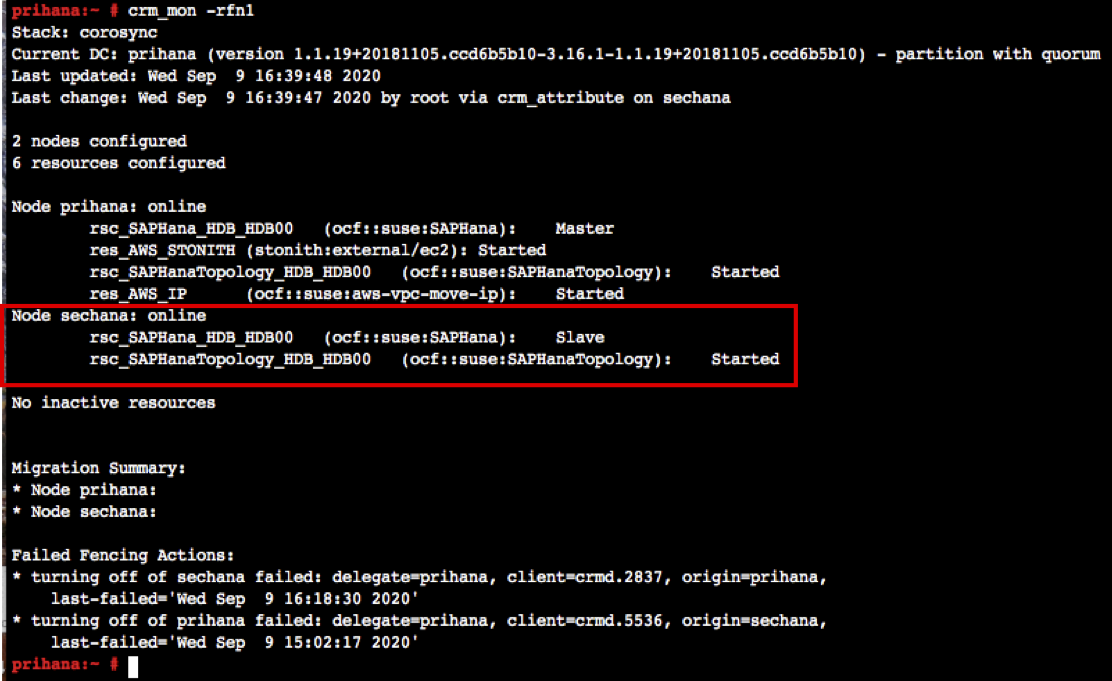 prihana:~ # crm_mon -rfn1
Stack: corosync
Current DC: prihana (version 1.1.19+20181105.ccd6b5b10-3.16.1-1.1.19+20181105.ccd6b5b10) - partition with quorum
Last updated: Wed Sep  9 16:39:48 2020
Last change: Wed Sep  9 16:39:47 2020 by root via crm_attribute on sechana
2 nodes configured
6 resources configured
Node prihana: online
        rsc_SAPHana_HDB_HDB00   (ocf::suse:SAPHana):    Master
        res_AWS_STONITH (stonith:external/ec2): Started
        rsc_SAPHanaTopology_HDB_HDB00   (ocf::suse:SAPHanaTopology):    Started
        res_AWS_IP      (ocf::suse:aws-vpc-move-ip):    Started
Node sechana: online
        rsc_SAPHana_HDB_HDB00   (ocf::suse:SAPHana):    Slave
        rsc_SAPHanaTopology_HDB_HDB00   (ocf::suse:SAPHanaTopology):    Started
No inactive resources
Migration Summary:
* Node prihana:
* Node sechana:
Failed Fencing Actions:
* turning off of sechana failed: delegate=prihana, client=crmd.2837, origin=prihana,
    last-failed='Wed Sep  9 16:18:30 2020'
* turning off of prihana failed: delegate=prihana, client=crmd.5536, origin=sechana,
    last-failed='Wed Sep  9 15:02:17 2020'
prihana:~ #